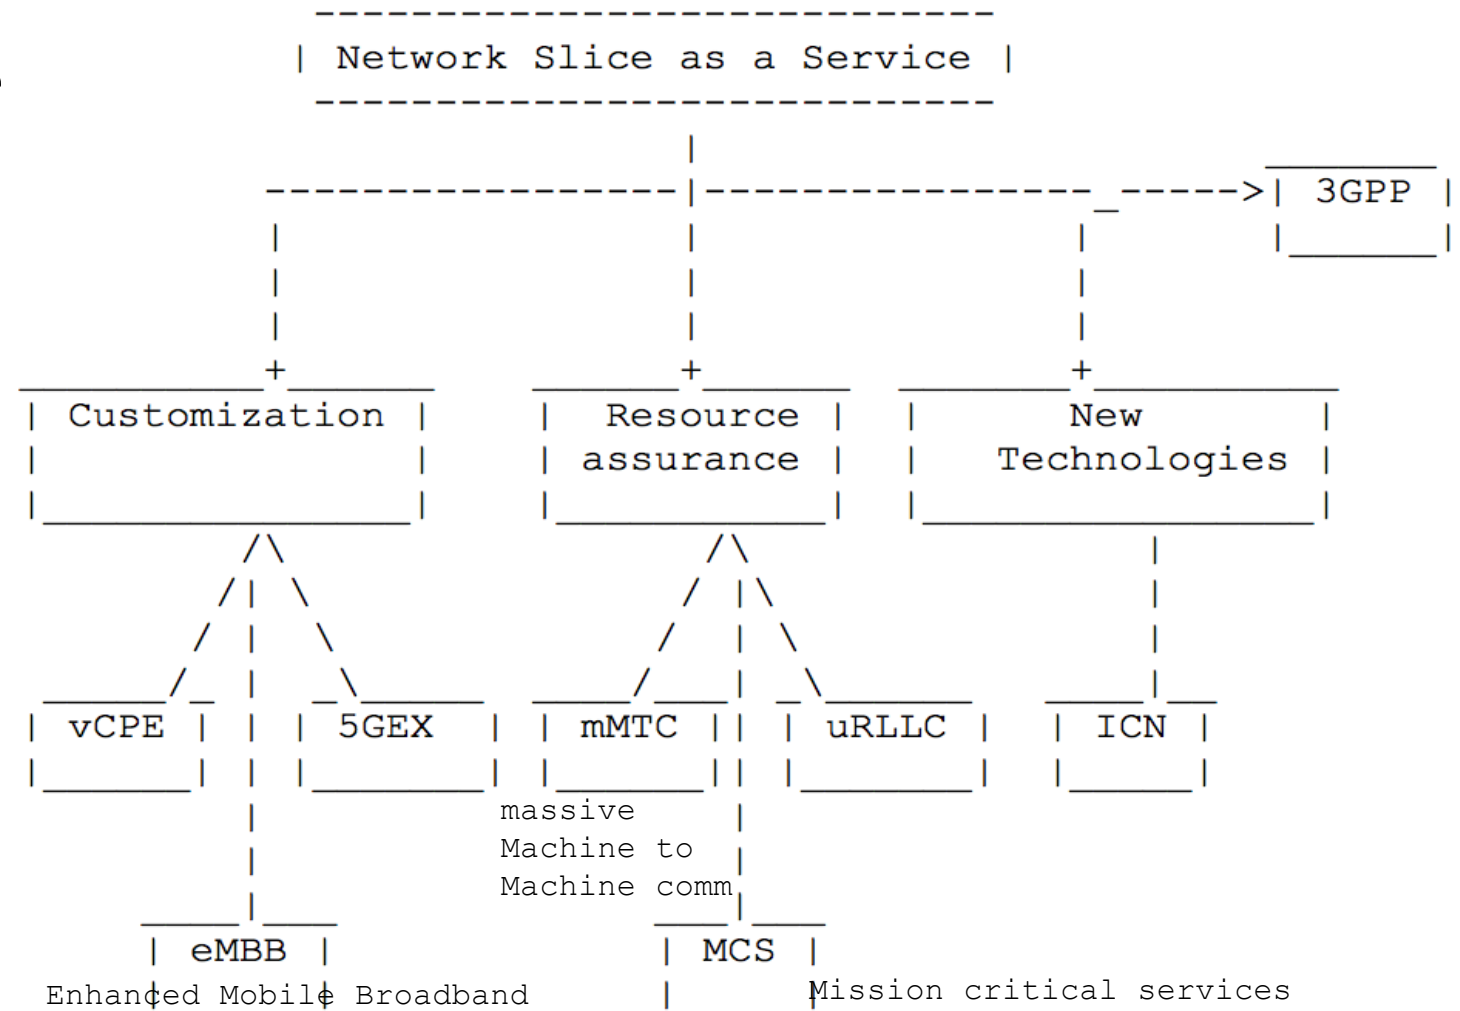 Network Slice as a Service
3GPP
Customization
Resource
assurance
New
Technologies
vCPE
5GEX
mMTC
uRLLC
ICN
massive
Machine to
Machine comm
eMBB
MCS
Enhanced Mobile Broadband
Mission critical services